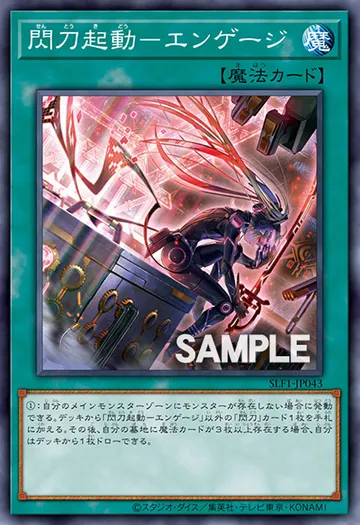 閃刀起動－エンゲージ
魔
【魔法カード】
SAMPLE
SLF1-JP043
①：自分のメインモンスターゾーンにモンスターが存在しない場合に発動
できる。デッキから「閃刀起動－エンゲージ」以外の「閃刀」カード１枚を手札
に加える。その後、自分の墓地に魔法カードが３枚以上存在する場合、自分
はデッキから１枚ドローできる。
©スタジオ・ダイス／集英社・テレビ東京・KONAMI